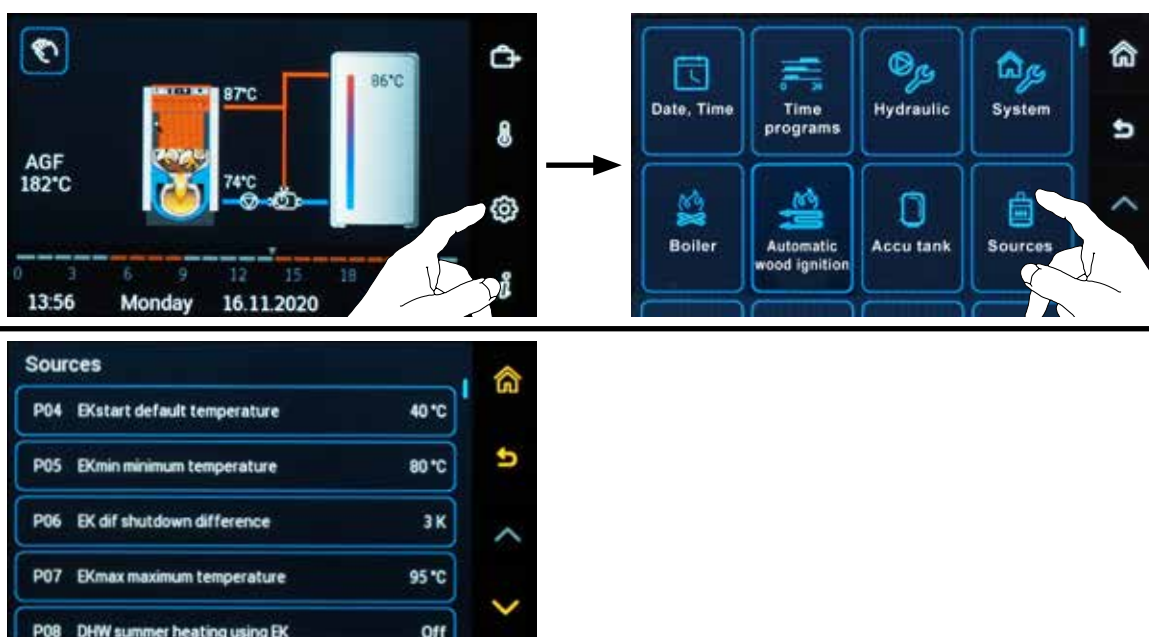 87°C
86°C
AGF
182°C
74°C
0 3 6 9 12 15 18
13:56 Monday 16.11.2020
Date, Time
Time
programs
Hydraulic
System
Boiler
Automatic
wood ignition
Accu tank
Sources
Sources
P04 EKstart default temperature 40 °C
P05 EKmin minimum temperature 80 °C
P06 EK dif shutdown difference 3 K
P07 EKmax maximum temperature 95 °C
P08 DHW summer heating using EK Off